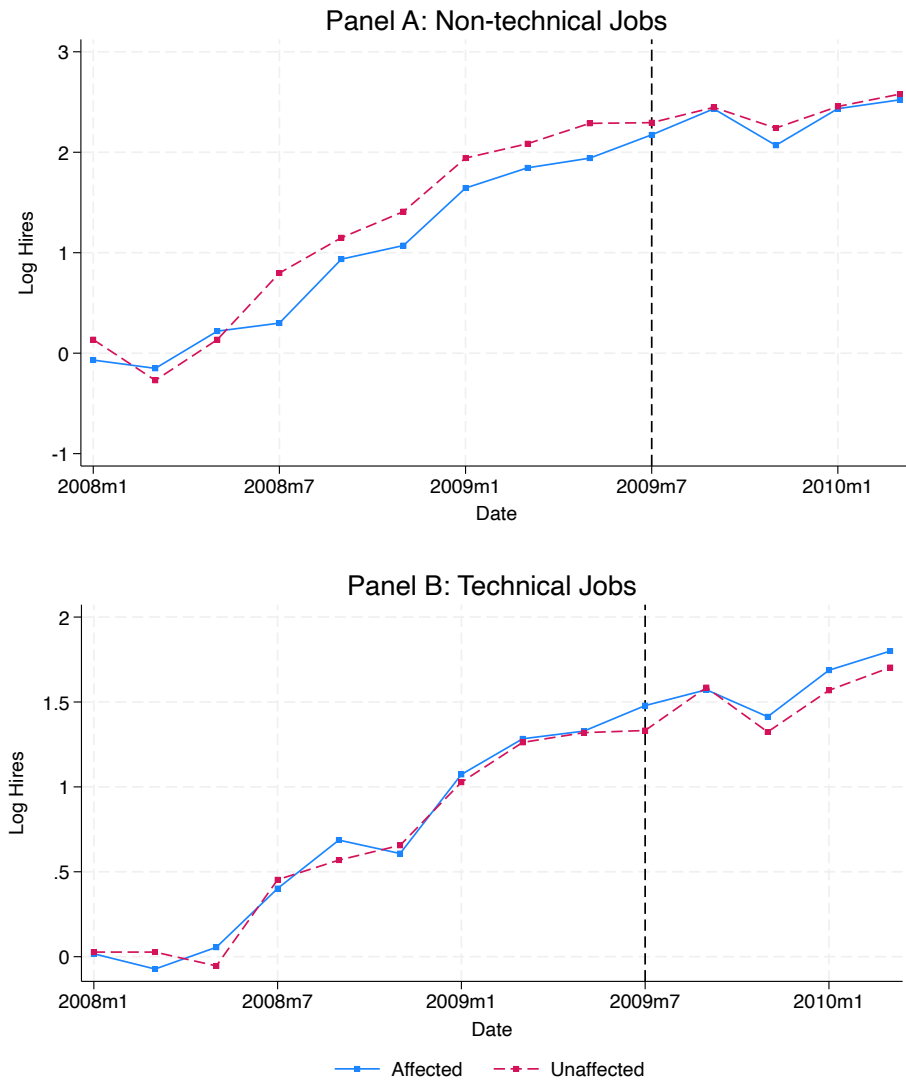 Panel A: Non-technical Jobs
3
2
1
0
-1
Log Hires
2008m1 2008m7 2009m1 2009m7 2010m1
Date
Panel B: Technical Jobs
2
1.5
1
.5
0
Log Hires
2008m1 2008m7 2009m1 2009m7 2010m1
Date
Affected Unaffected